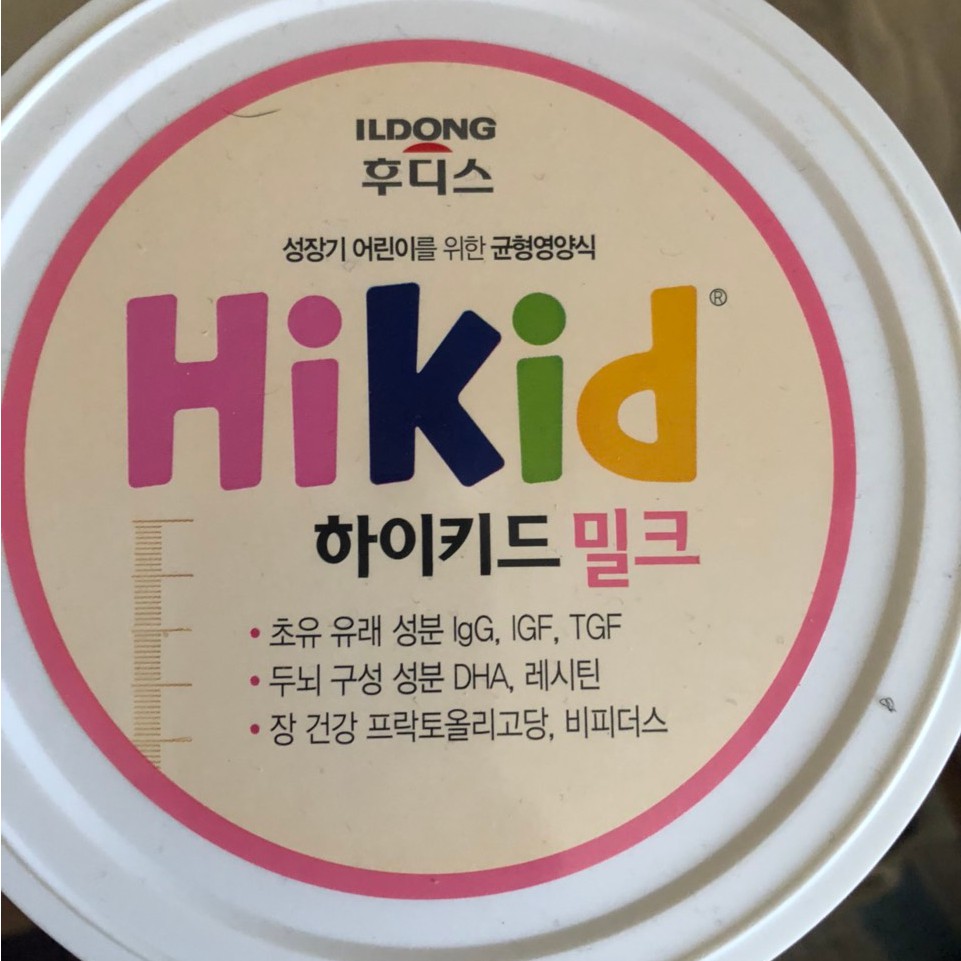 ILDONG
후디스
성장기 어린이를 위한 균형영양식
Hikid®
하이키드 밀크
• 초유 유래 성분 IgG, IGF, TGF
• 두뇌 구성 성분 DHA, 레시틴
• 장 건강 프락토올리고당, 비피더스